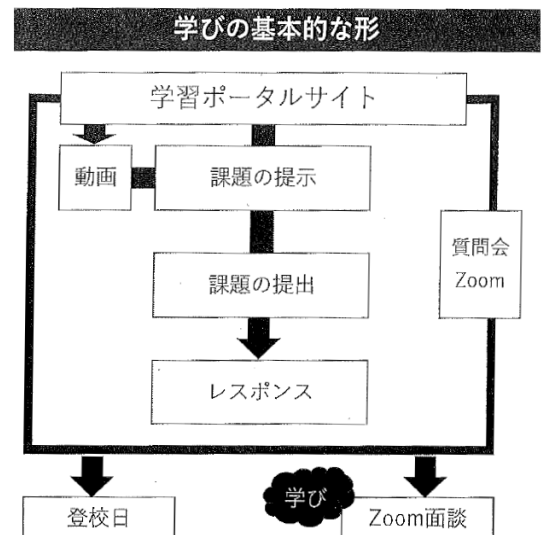 学びの基本的な形
学習ポータルサイト
動画
課題の提示
質問会
Zoom
課題の提出
レスポンス
学び
登校日
Zoom面談